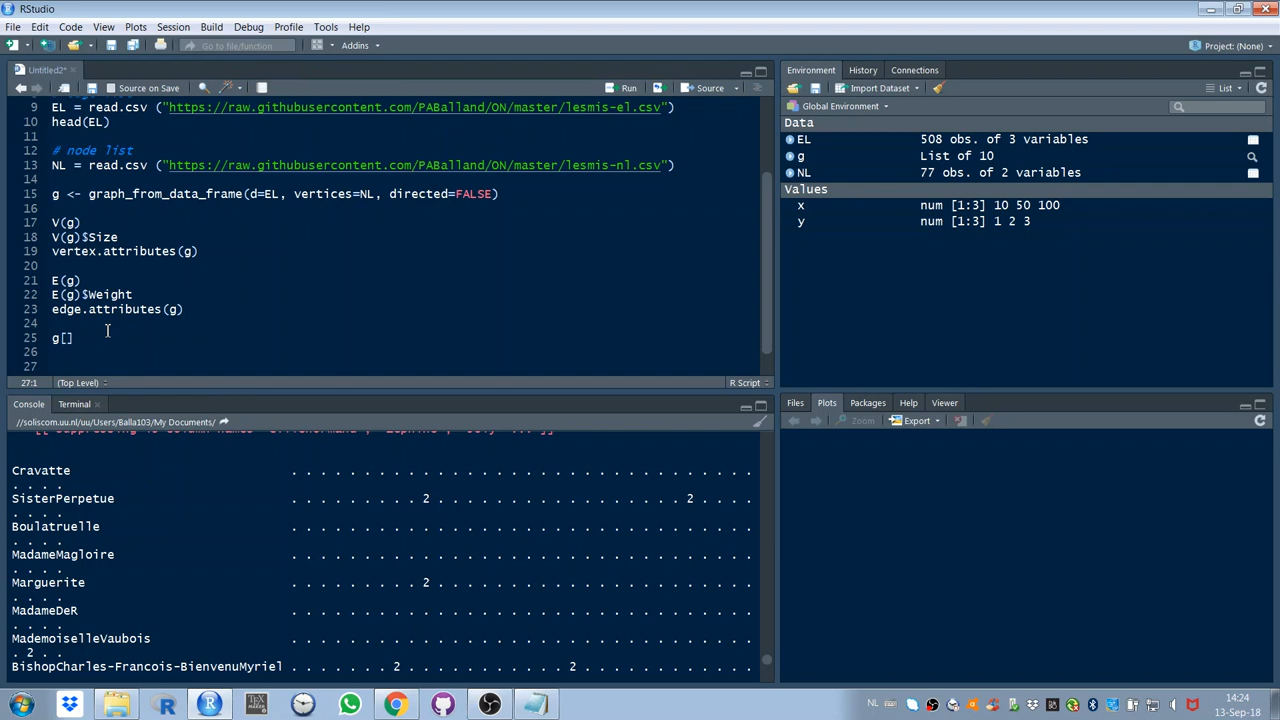 RStudio
File Edit Code View Plots Session Build Debug Profile Tools Help
Go to file/function Addins Project: (None)
Untitled2*
Source on Save Run Source
9 EL = read.csv ("https://raw.githubusercontent.com/PABalland/ON/master/lesmis-el.csv")
10 head(EL)
11
12 # node list
13 NL = read.csv ("https://raw.githubusercontent.com/PABalland/ON/master/lesmis-nl.csv")
14
15 g <- graph_from_data_frame(d=EL, vertices=NL, directed=FALSE)
16
17 V(g)
18 V(g)$Size
19 vertex.attributes(g)
20
21 E(g)
22 E(g)$Weight
23 edge.attributes(g)
24
25 g[]
26
27
27:1 (Top Level) R Script
Console Terminal
//soliscom.uu.nl/uu/Users/Balla103/My Documents/
Cravatte . . . . . . . . . . . . . . . . . . . . . . . . . . . . . . . .
. . . .
SisterPerpetue . . . . . . . . . 2 . . . . . . . . . . . . . . . . . 2 . . . .
. . . .
Boulatruelle . . . . . . . . . . . . . . . . . . . . . . . . . . . . . . . .
. . . .
MadameMagloire . . . . . . . . . . . . . . . . . . . . . . . . . . . . . . . .
. . . .
Marguerite . . . . . . . . . 2 . . . . . . . . . . . . . . . . . . . . . .
. . . .
MadameDeR . . . . . . . . . . . . . . . . . . . . . . . . . . . . . . . .
. . . .
MademoiselleVaubois . . . . . . . . . . . . . . . . . . . . . . . . . . . . . . . .
. 2 . .
BishopCharles-Francois-BienvenuMyriel . . . . . . . 2 . . . . . . . . . . . 2 . . . . . . . . . . . .
Environment History Connections
Import Dataset List
Global Environment
Data
EL 508 obs. of 3 variables
g List of 10
NL 77 obs. of 2 variables
Values
x num [1:3] 10 50 100
y num [1:3] 1 2 3
Files Plots Packages Help Viewer
Zoom Export
NL 14:24
13-Sep-18